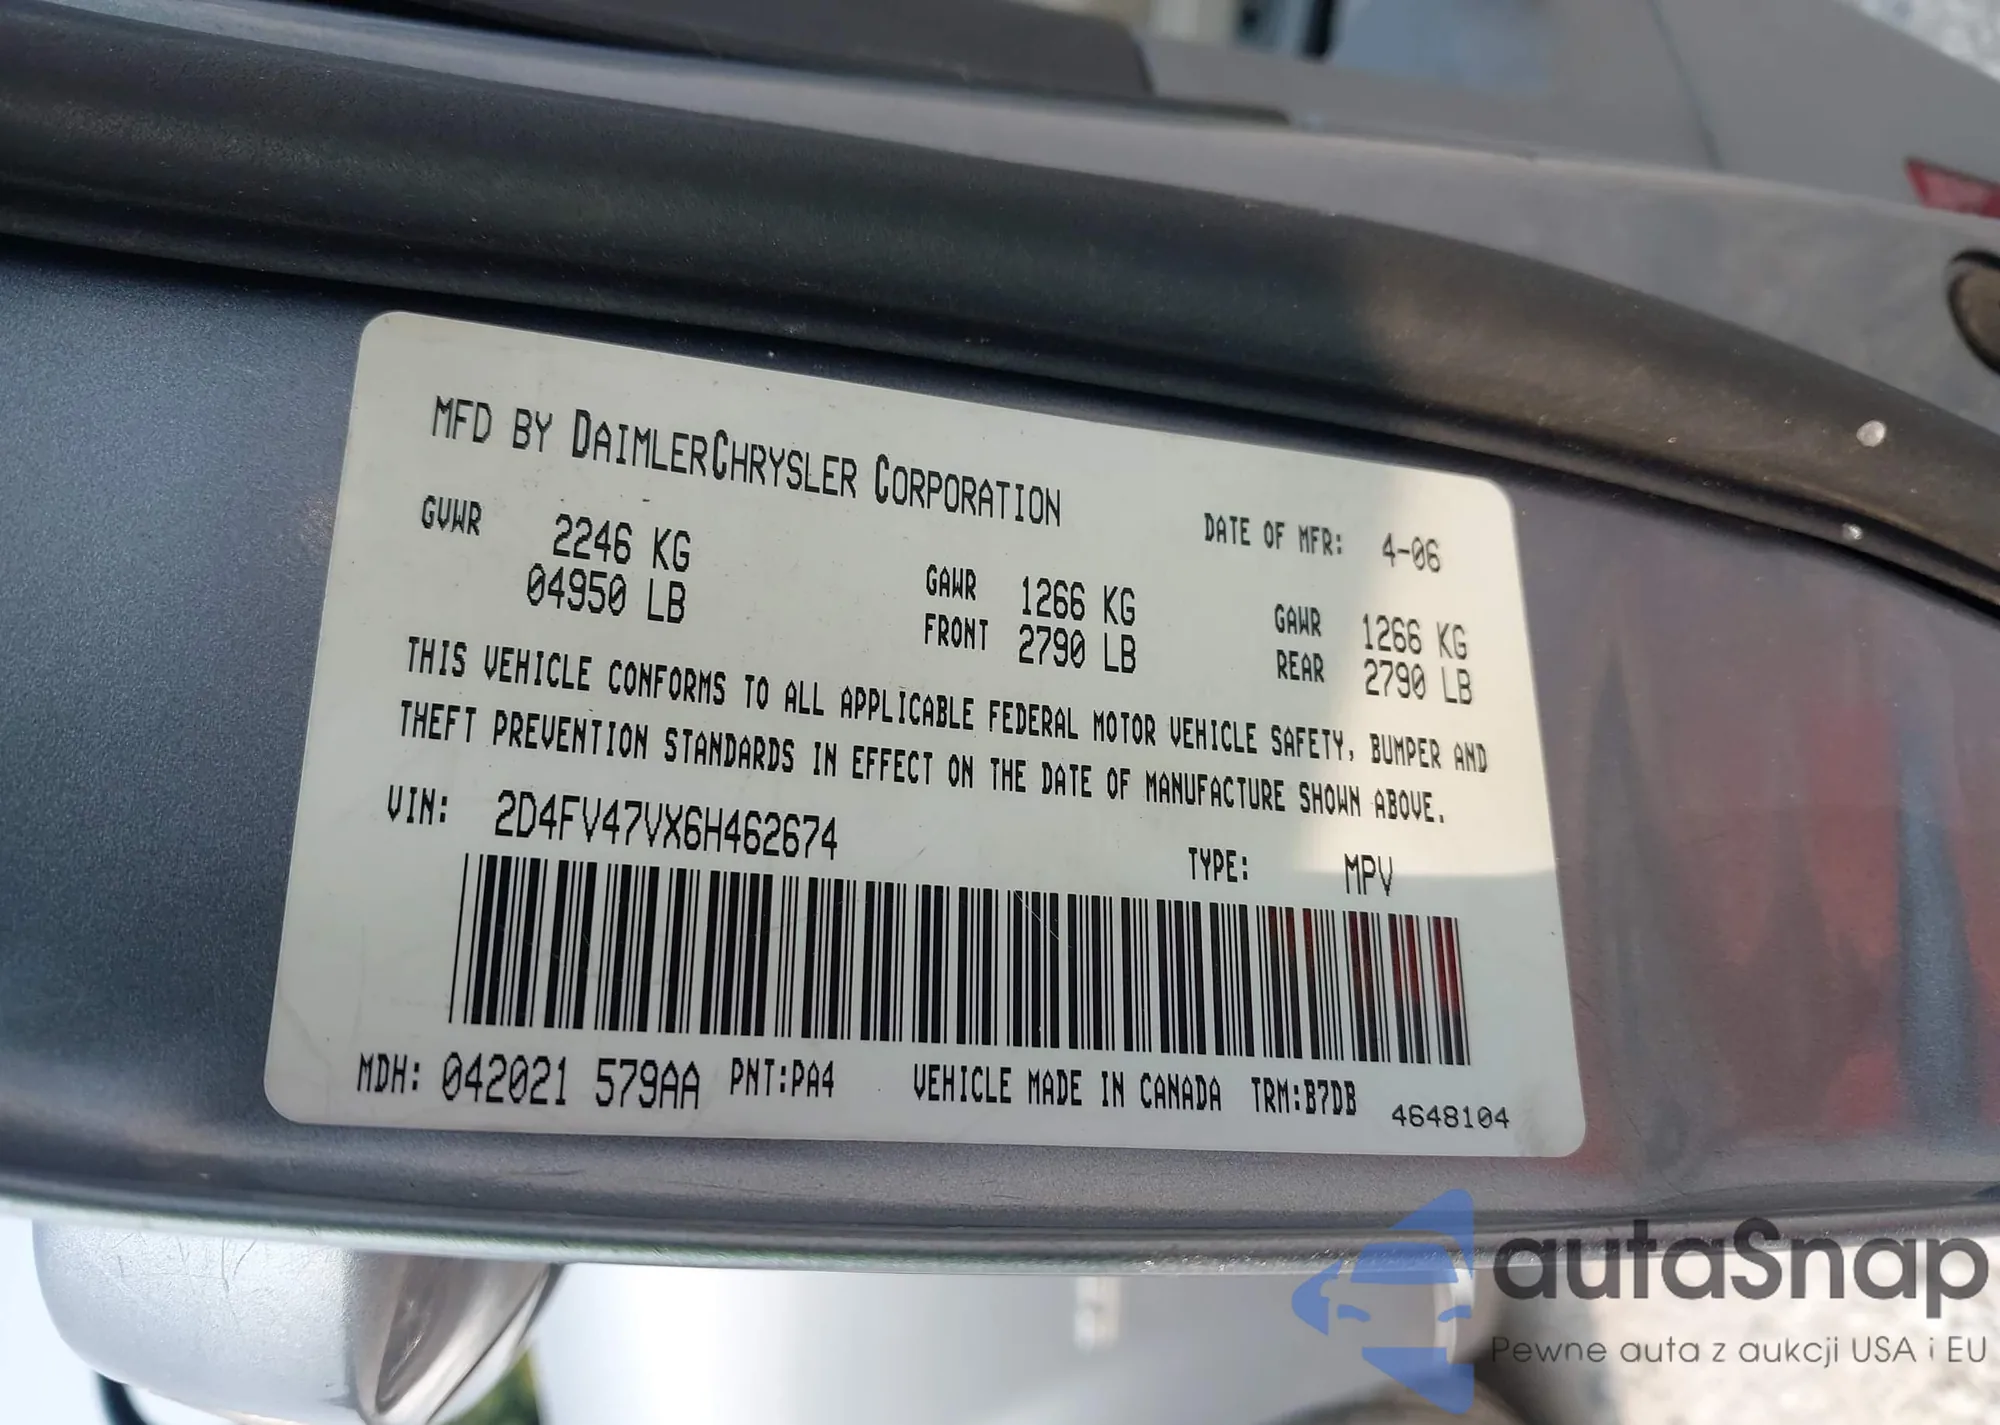 MFD BY DAIMLERCHRYSLER CORPORATION
DATE OF MFR: 4-06
GVWR 2246 KG
04950 LB
GAWR 1266 KG
FRONT 2790 LB
GAWR 1266 KG
REAR 2790 LB
THIS VEHICLE CONFORMS TO ALL APPLICABLE FEDERAL MOTOR VEHICLE SAFETY, BUMPER AND
THEFT PREVENTION STANDARDS IN EFFECT ON THE DATE OF MANUFACTURE SHOWN ABOVE.
VIN: 2D4FV47VX6H462674
TYPE: MPV
MDH: 042021 579AA PNT:PA4 VEHICLE MADE IN CANADA TRM:B7DB 4648104
autaSnap
Pewne auta z aukcji USA i EU